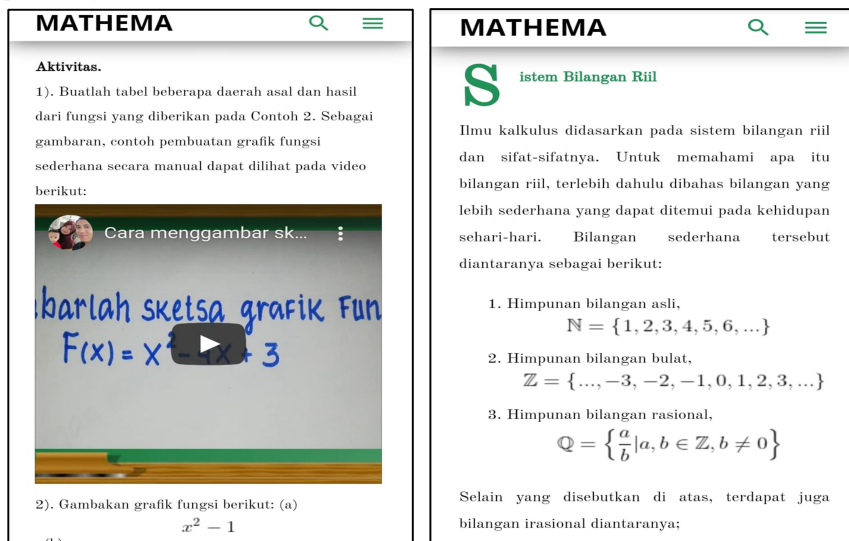 MATHEMA
Aktivitas.
1). Buatlah tabel beberapa daerah asal dan hasil
dari fungsi yang diberikan pada Contoh 2. Sebagai
gambaran, contoh pembuatan grafik fungsi
sederhana secara manual dapat dilihat pada video
berikut:
Cara menggambar sk...
barlah sketsa grafik Fun
F(x) = x² - 4x + 3
2). Gambakan grafik fungsi berikut: (a)
x² − 1
MATHEMA
Sistem Bilangan Riil
Ilmu kalkulus didasarkan pada sistem bilangan riil
dan sifat-sifatnya. Untuk memahami apa itu
bilangan riil, terlebih dahulu dibahas bilangan yang
lebih sederhana yang dapat ditemui pada kehidupan
sehari-hari. Bilangan sederhana tersebut
diantaranya sebagai berikut:
1. Himpunan bilangan asli,
ℕ = {1, 2, 3, 4, 5, 6, ...}
2. Himpunan bilangan bulat,
ℤ = {..., −3, −2, −1, 0, 1, 2, 3, ...}
3. Himpunan bilangan rasional,
ℚ = {a/b | a, b ∈ ℤ, b ≠ 0}
Selain yang disebutkan di atas, terdapat juga
bilangan irasional diantaranya;